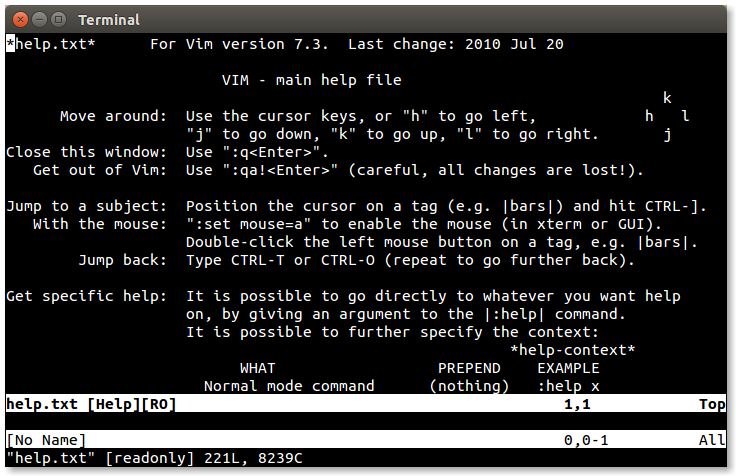 Terminal
*help.txt*      For Vim version 7.3.  Last change: 2010 Jul 20
VIM - main help file
k
Move around:  Use the cursor keys, or "h" to go left,            h   l
"j" to go down, "k" to go up, "l" to go right.       j
Close this window:  Use ":q<Enter>".
Get out of Vim:  Use ":qa!<Enter>" (careful, all changes are lost!).
Jump to a subject:  Position the cursor on a tag (e.g. |bars|) and hit CTRL-].
With the mouse:  ":set mouse=a" to enable the mouse (in xterm or GUI).
Double-click the left mouse button on a tag, e.g. |bars|.
Jump back:  Type CTRL-T or CTRL-O (repeat to go further back).
Get specific help:  It is possible to go directly to whatever you want help
on, by giving an argument to the |:help| command.
It is possible to further specify the context:
*help-context*
WHAT                  PREPEND    EXAMPLE
Normal mode command      (nothing)   :help x
help.txt [Help][RO]                                           1,1            Top
[No Name]                                                     0,0-1          All
"help.txt" [readonly] 221L, 8239C